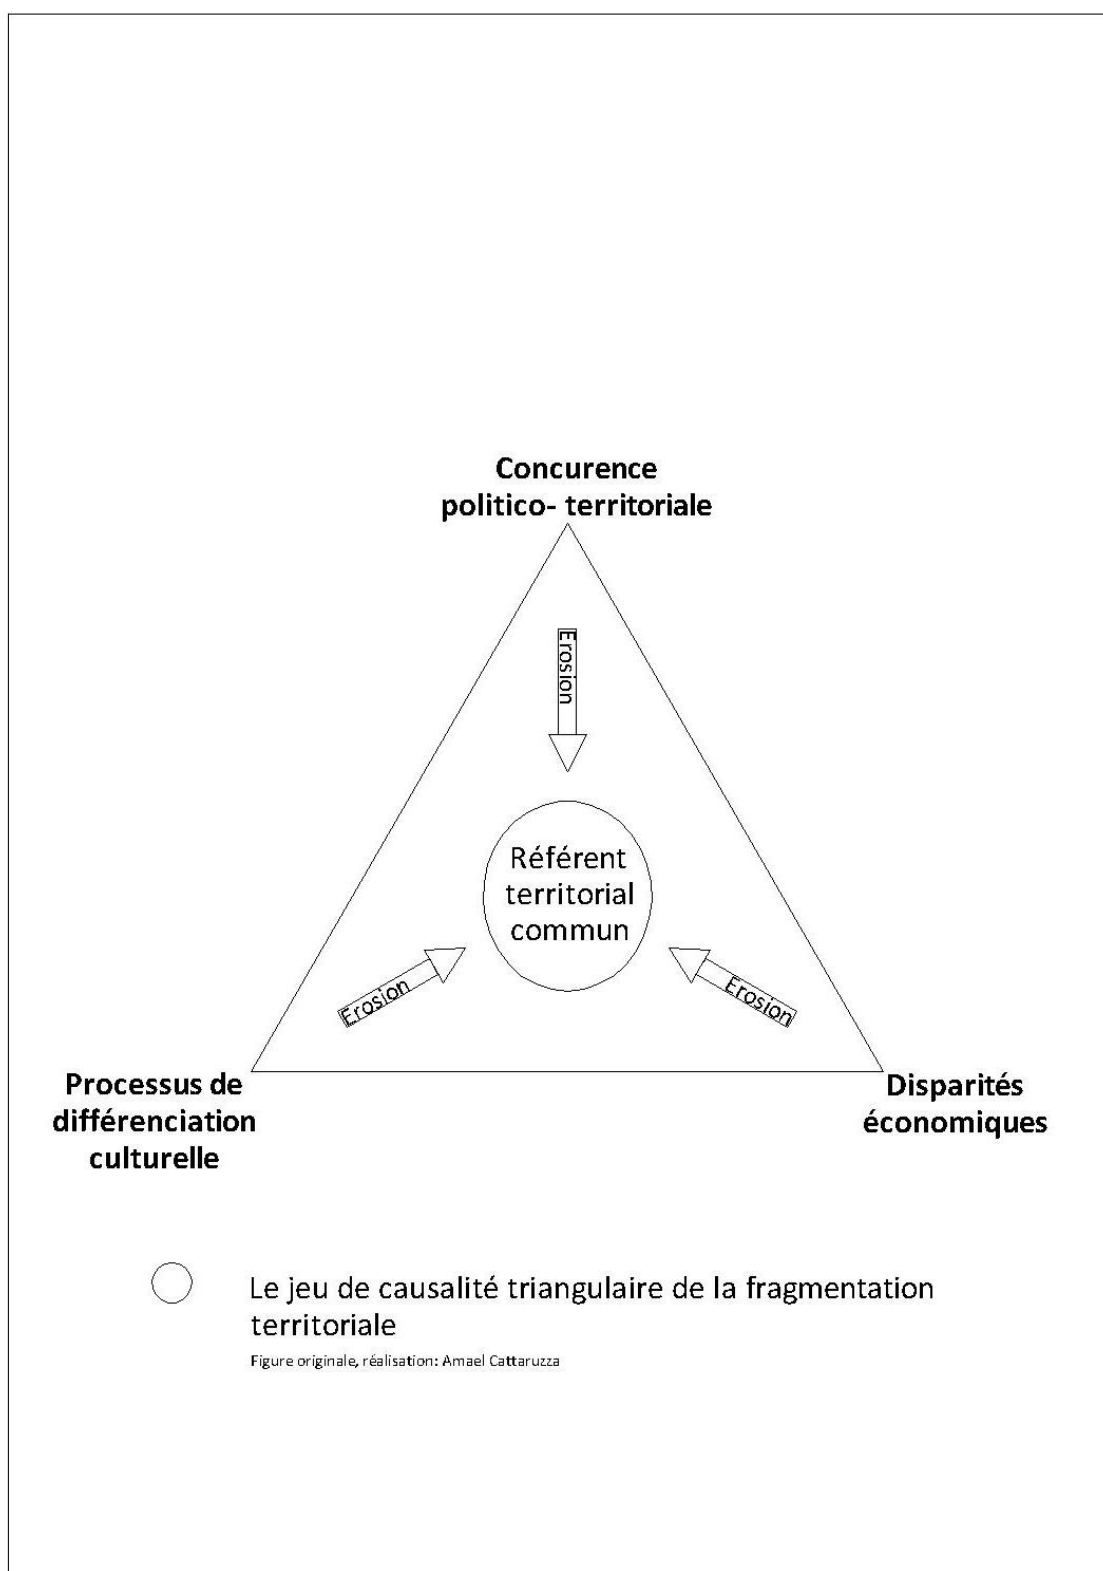 Concurence
politico- territoriale
Erosion
Référent
territorial
commun
Erosion
Erosion
Processus de
différenciation
culturelle
Disparités
économiques
Le jeu de causalité triangulaire de la fragmentation
territoriale
Figure originale, réalisation: Amael Cattaruzza